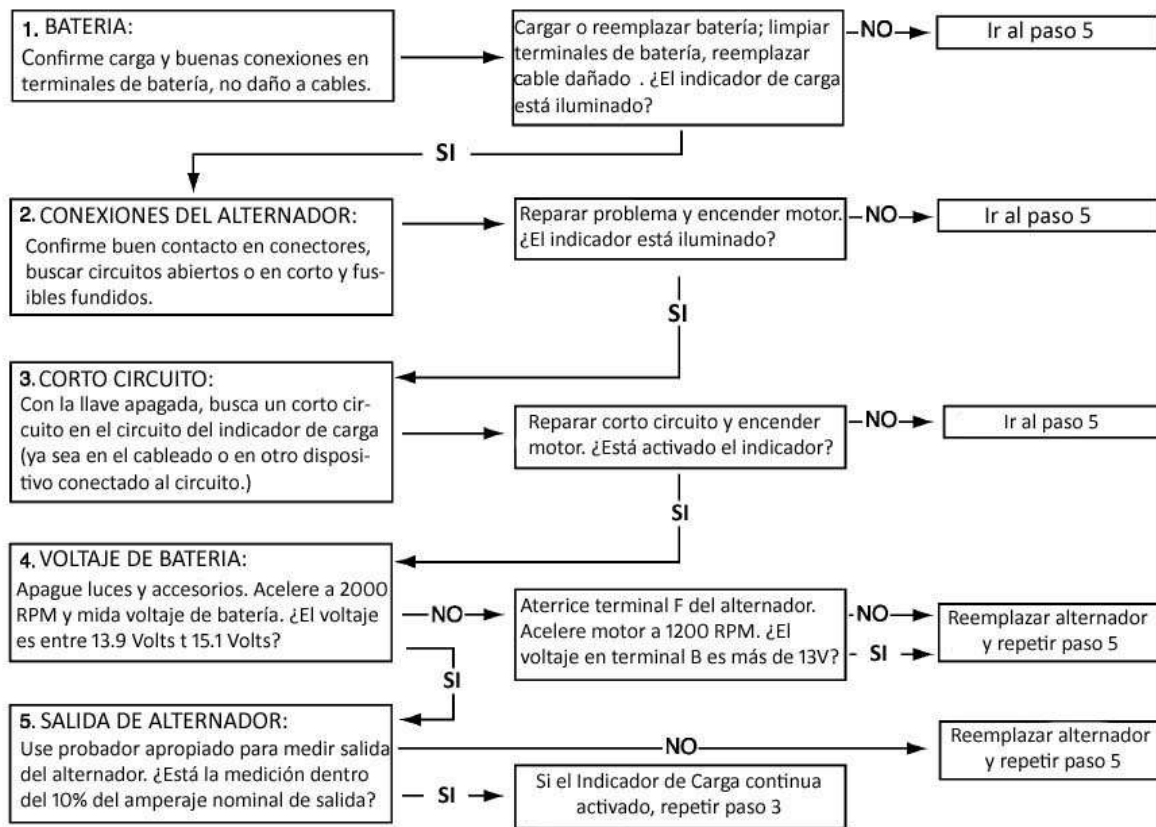 1. BATERIA:
Confirme carga y buenas conexiones en
terminales de batería, no daño a cables.
Cargar o reemplazar batería; limpiar
terminales de batería, reemplazar
cable dañado . ¿El indicador de carga
está iluminado?
NO
Ir al paso 5
SI
2. CONEXIONES DEL ALTERNADOR:
Confirme buen contacto en conectores,
buscar circuitos abiertos o en corto y fus-
ibles fundidos.
Reparar problema y encender motor.
¿El indicador está iluminado?
NO
Ir al paso 5
SI
3. CORTO CIRCUITO:
Con la llave apagada, busca un corto cir-
cuito en el circuito del indicador de carga
(ya sea en el cableado o en otro disposi-
tivo conectado al circuito.)
Reparar corto circuito y encender
motor. ¿Está activado el indicador?
NO
Ir al paso 5
SI
4. VOLTAJE DE BATERIA:
Apague luces y accesorios. Acelere a 2000
RPM y mida voltaje de batería. ¿El voltaje
es entre 13.9 Volts t 15.1 Volts?
NO
Aterrice terminal F del alternador.
Acelere motor a 1200 RPM. ¿El
voltaje en terminal B es más de 13V?
NO
SI
Reemplazar alternador
y repetir paso 5
SI
5. SALIDA DE ALTERNADOR:
Use probador apropiado para medir salida
del alternador. ¿Está la medición dentro
del 10% del amperaje nominal de salida?
NO
Reemplazar alternador
y repetir paso 5
SI
Si el Indicador de Carga continua
activado, repetir paso 3